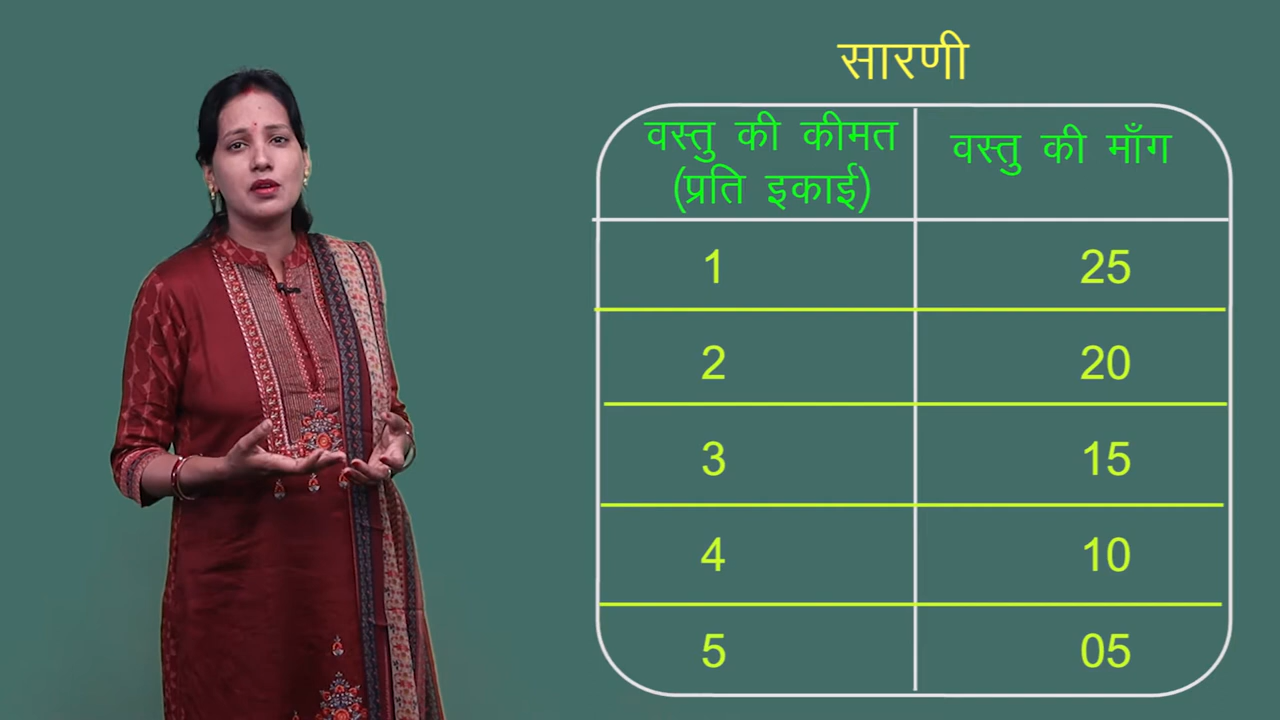 सारणी
वस्तु की कीमत
(प्रति इकाई)
वस्तु की माँग
1 25
2 20
3 15
4 10
5 05